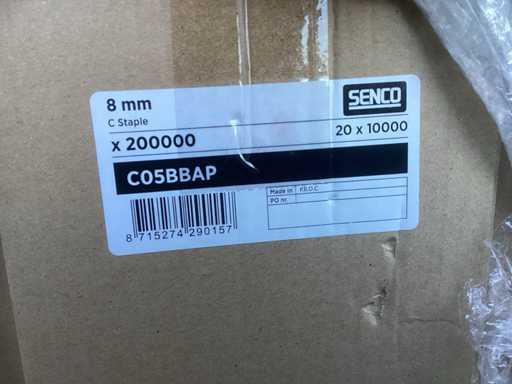 8 mm
SENCO
C Staple
x 200000
20 x 10000
C05BBAP
Made in P.R.O.C
PO nr.
8 715274 290157